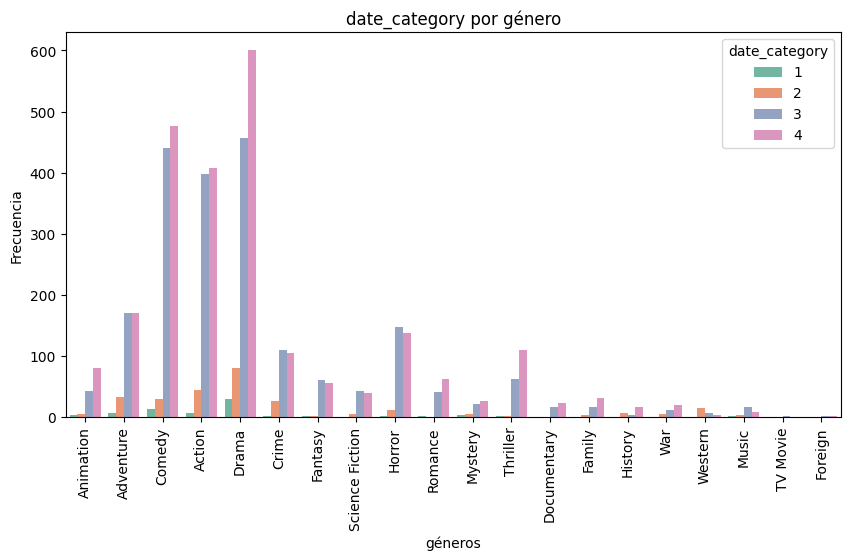 date_category por género
date_category
1
2
3
4
600
500
400
300
200
100
0
Frecuencia
Animation
Adventure
Comedy
Action
Drama
Crime
Fantasy
Science Fiction
Horror
Romance
Mystery
Thriller
Documentary
Family
History
War
Western
Music
TV Movie
Foreign
géneros